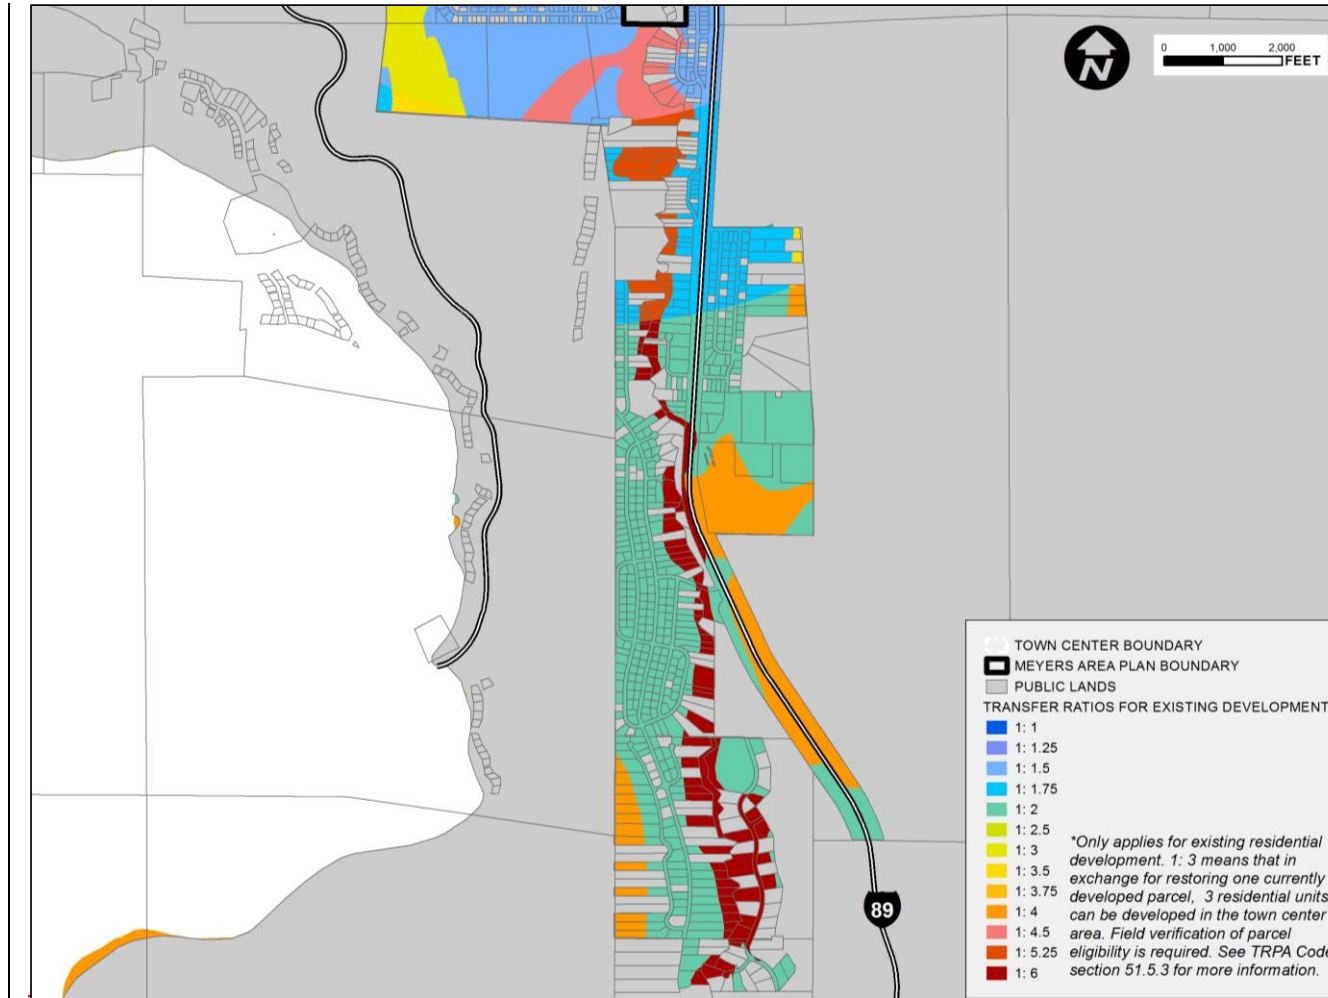 N
0 1,000 2,000
FEET
TOWN CENTER BOUNDARY
MEYERS AREA PLAN BOUNDARY
PUBLIC LANDS
TRANSFER RATIOS FOR EXISTING DEVELOPMENT
1: 1
1: 1.25
1: 1.5
1: 1.75
1: 2
1: 2.5
1: 3
1: 3.5
1: 3.75
1: 4
1: 4.5
1: 5.25
1: 6
*Only applies for existing residential
development. 1: 3 means that in
exchange for restoring one currently
developed parcel, 3 residential units
can be developed in the town center
area. Field verification of parcel
eligibility is required. See TRPA Code
section 51.5.3 for more information.
89